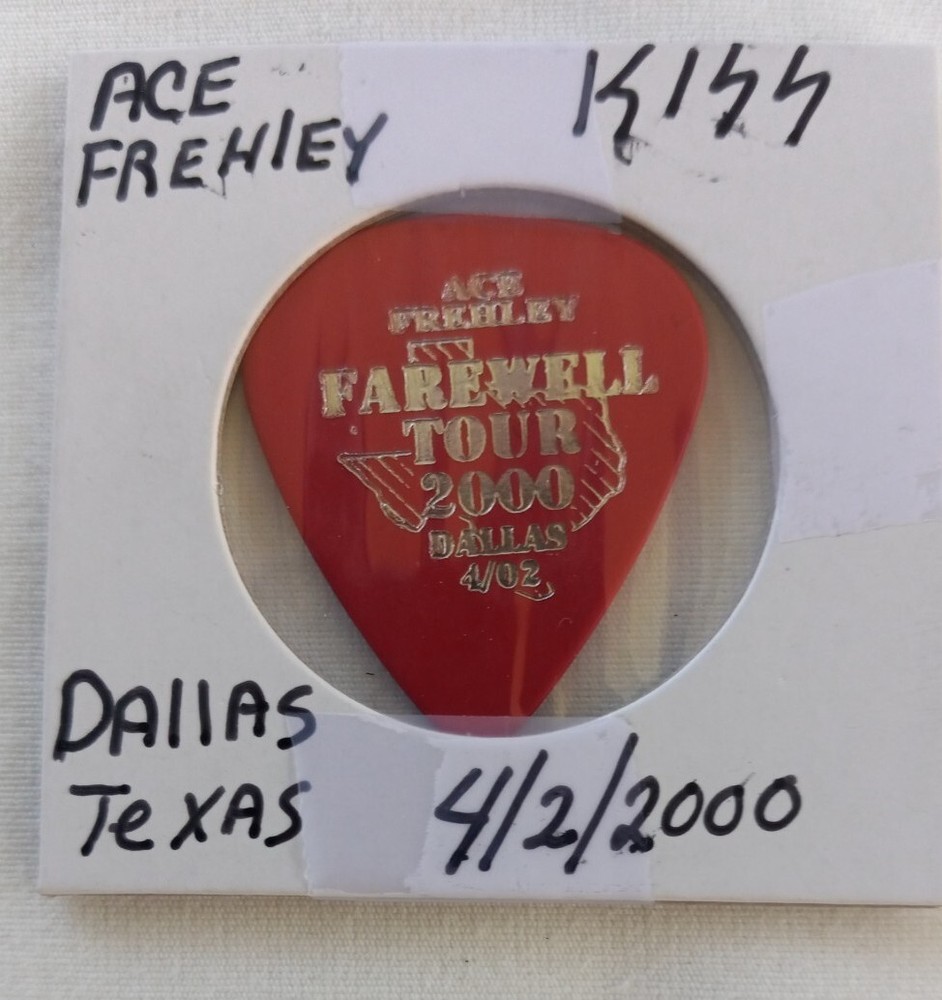 ACE
FREHlEY
KISS
ACE
FREHLEY
FAREWELL
TOUR
2000
DALLAS
4/02
DAllAS
TeXAS
4/2/2000